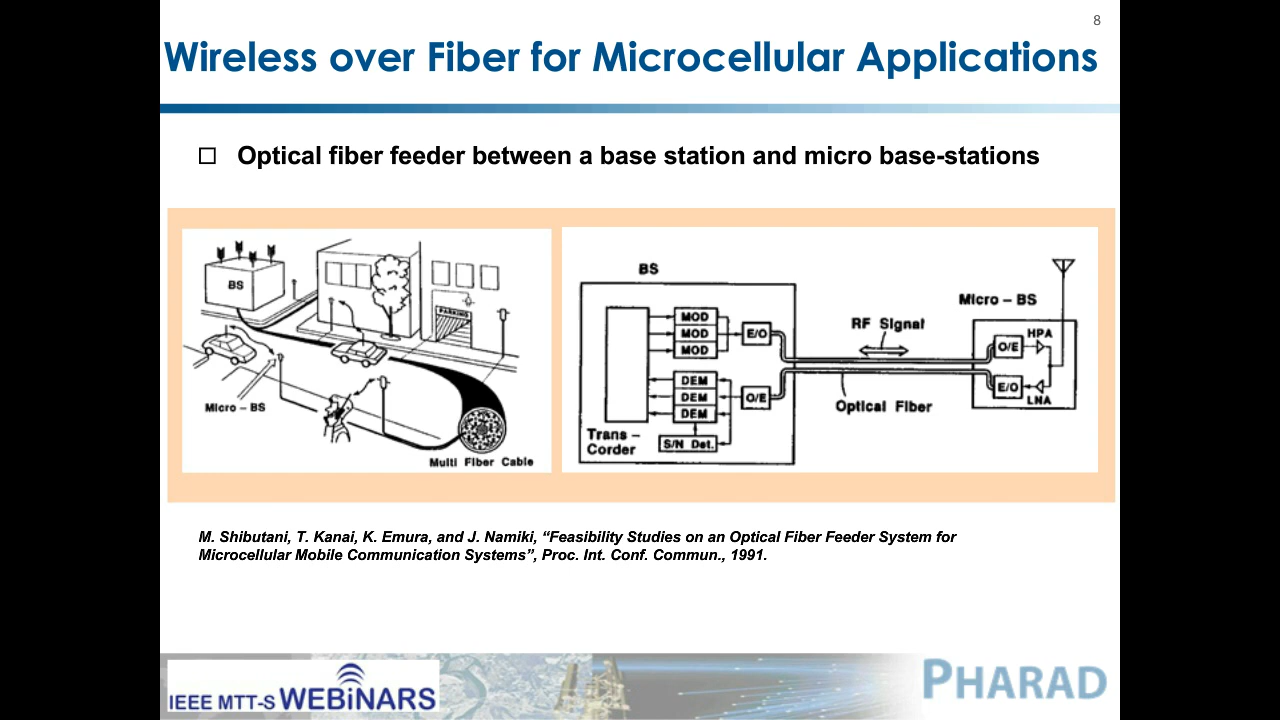 8
Wireless over Fiber for Microcellular Applications
Optical fiber feeder between a base station and micro base-stations
BS
PARKING
Micro – BS
Multi Fiber Cable
BS
MOD
MOD
MOD
E/O
DEM
DEM
DEM
O/E
S/N Det.
Trans –
Corder
RF Signal
Optical Fiber
Micro – BS
HPA
O/E
E/O
LNA
M. Shibutani, T. Kanai, K. Emura, and J. Namiki, “Feasibility Studies on an Optical Fiber Feeder System for
Microcellular Mobile Communication Systems”, Proc. Int. Conf. Commun., 1991.
IEEE MTT-S WEBiNARS
PHARAD